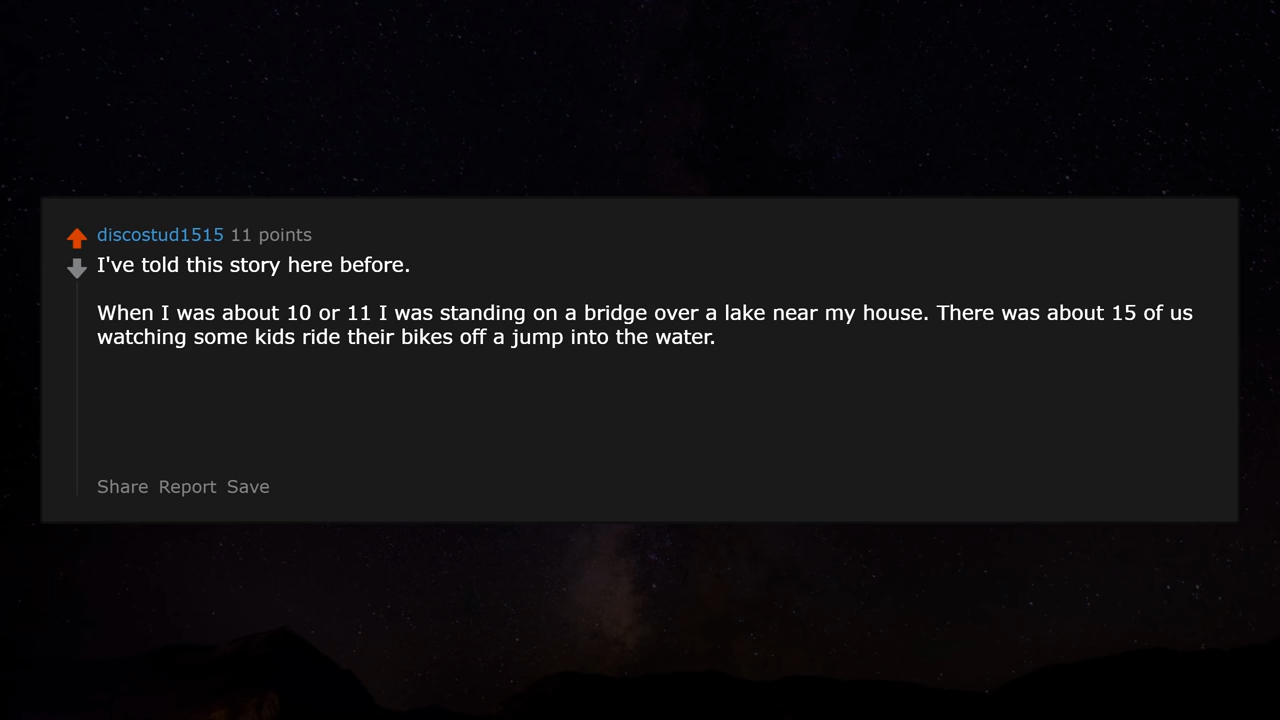 discostud1515 11 points
I've told this story here before.
When I was about 10 or 11 I was standing on a bridge over a lake near my house. There was about 15 of us
watching some kids ride their bikes off a jump into the water.
Share Report Save